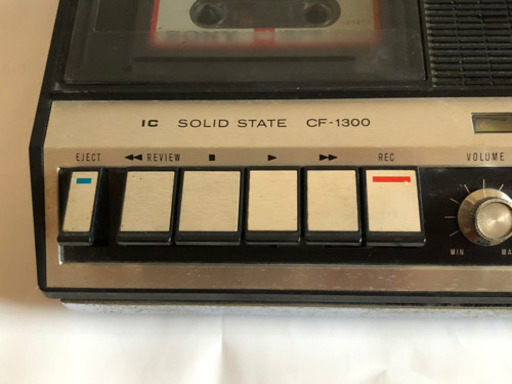 SONY
IC SOLID STATE CF-1300
EJECT ◀◀ REVIEW ■ ▶ ▶▶ REC VOLUME
MIN